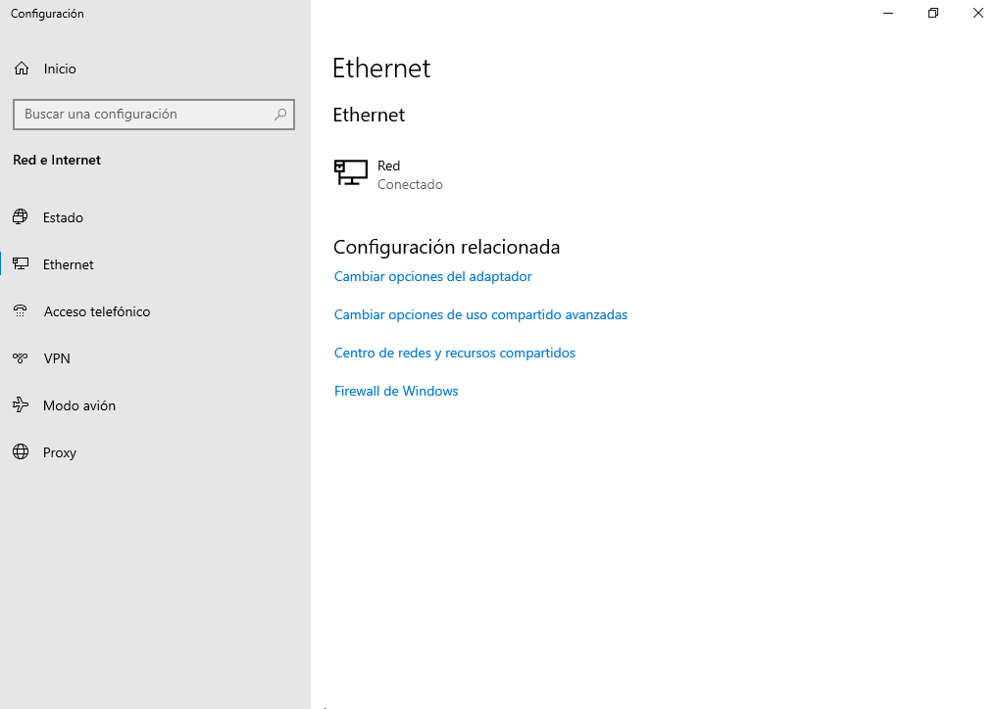 Configuración
Inicio
Buscar una configuración
Red e Internet
Estado
Ethernet
Acceso telefónico
VPN
Modo avión
Proxy
Ethernet
Ethernet
Red
Conectado
Configuración relacionada
Cambiar opciones del adaptador
Cambiar opciones de uso compartido avanzadas
Centro de redes y recursos compartidos
Firewall de Windows